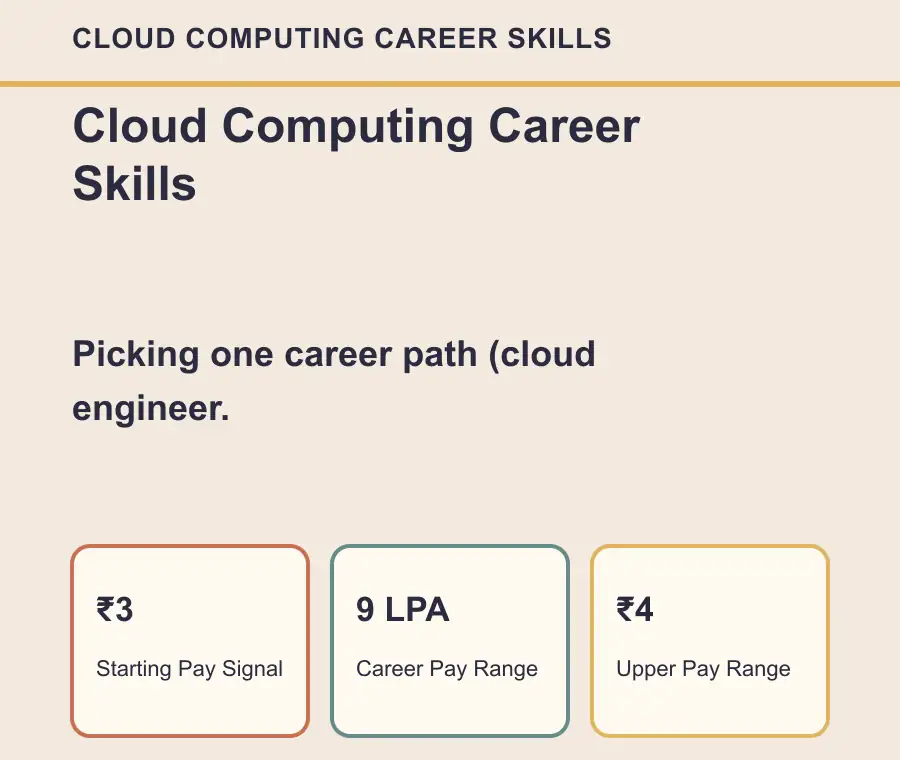 CLOUD COMPUTING CAREER SKILLS
Cloud Computing Career
Skills
Picking one career path (cloud
engineer.
₹3
Starting Pay Signal
9 LPA
Career Pay Range
₹4
Upper Pay Range